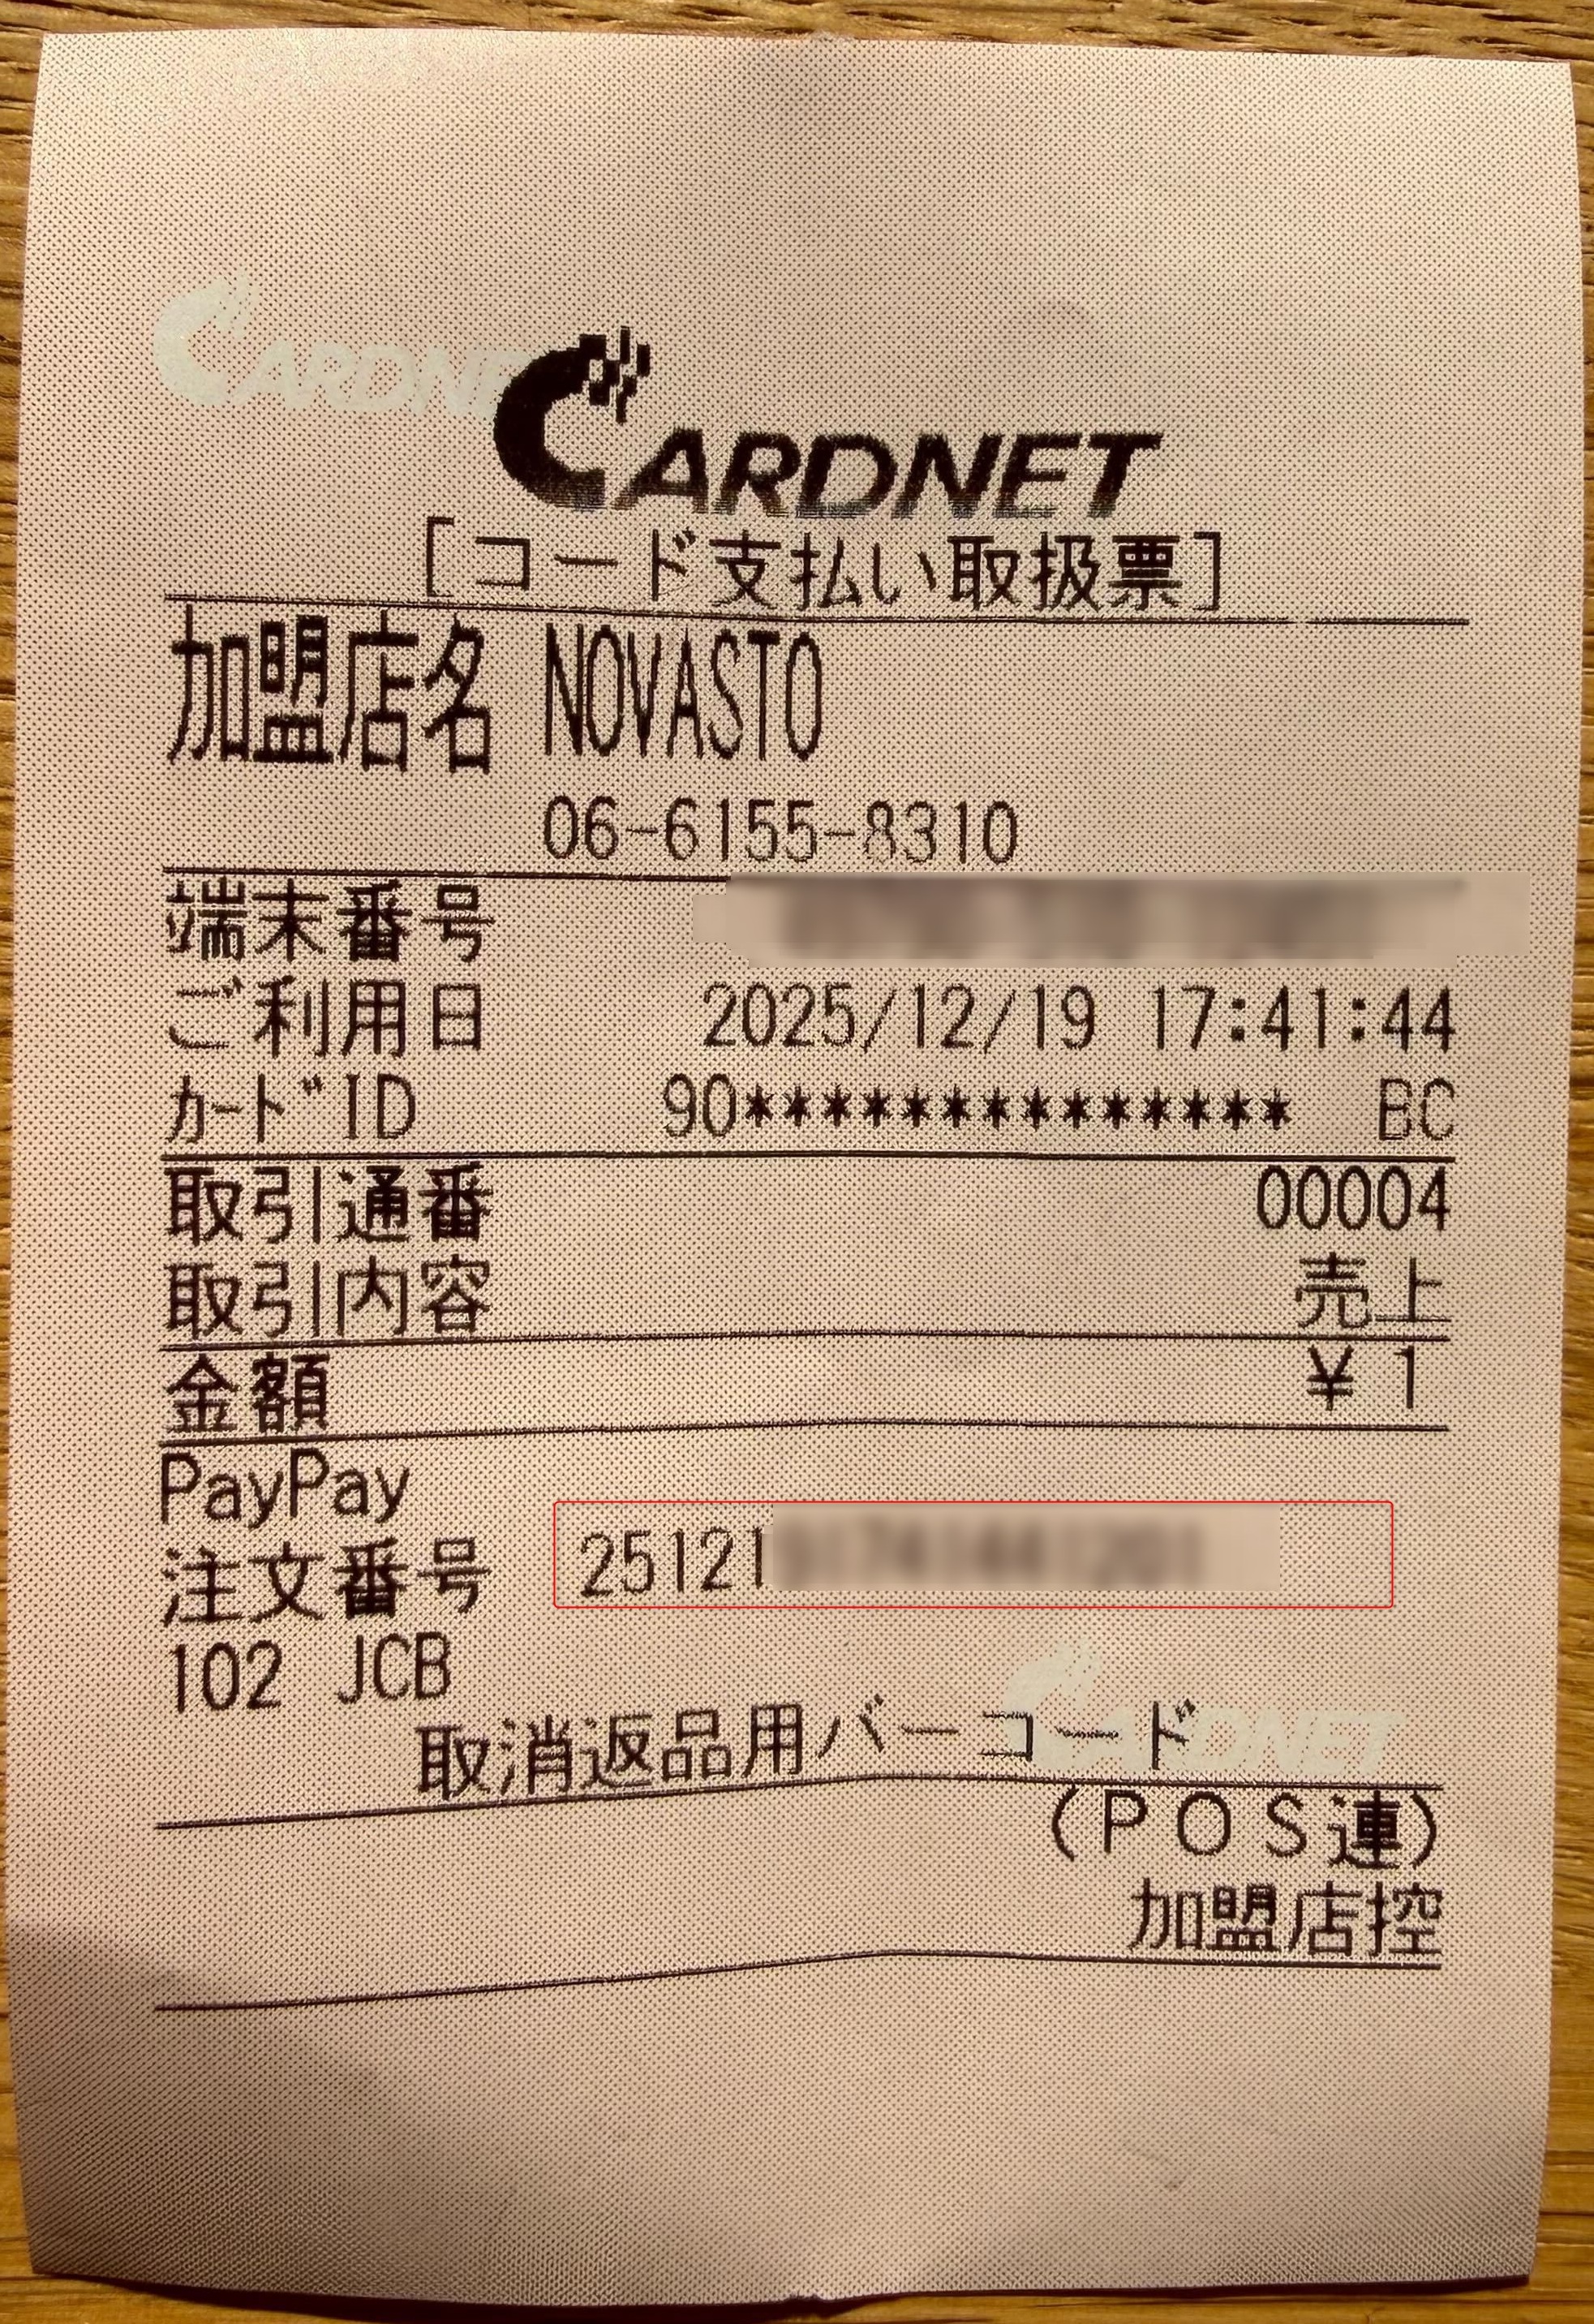 CARDNET
CARDNET
[コード支払い取扱票]
加盟店名 NOVASTO
06-6155-8310
端末番号
ご利用日 2025/12/19 17:41:44
カードID 90************** BC
取引通番 00004
取引内容 売上
金額 ¥1
PayPay
注文番号 25121
102 JCB
取消返品用バーコード
(POS連)
加盟店控